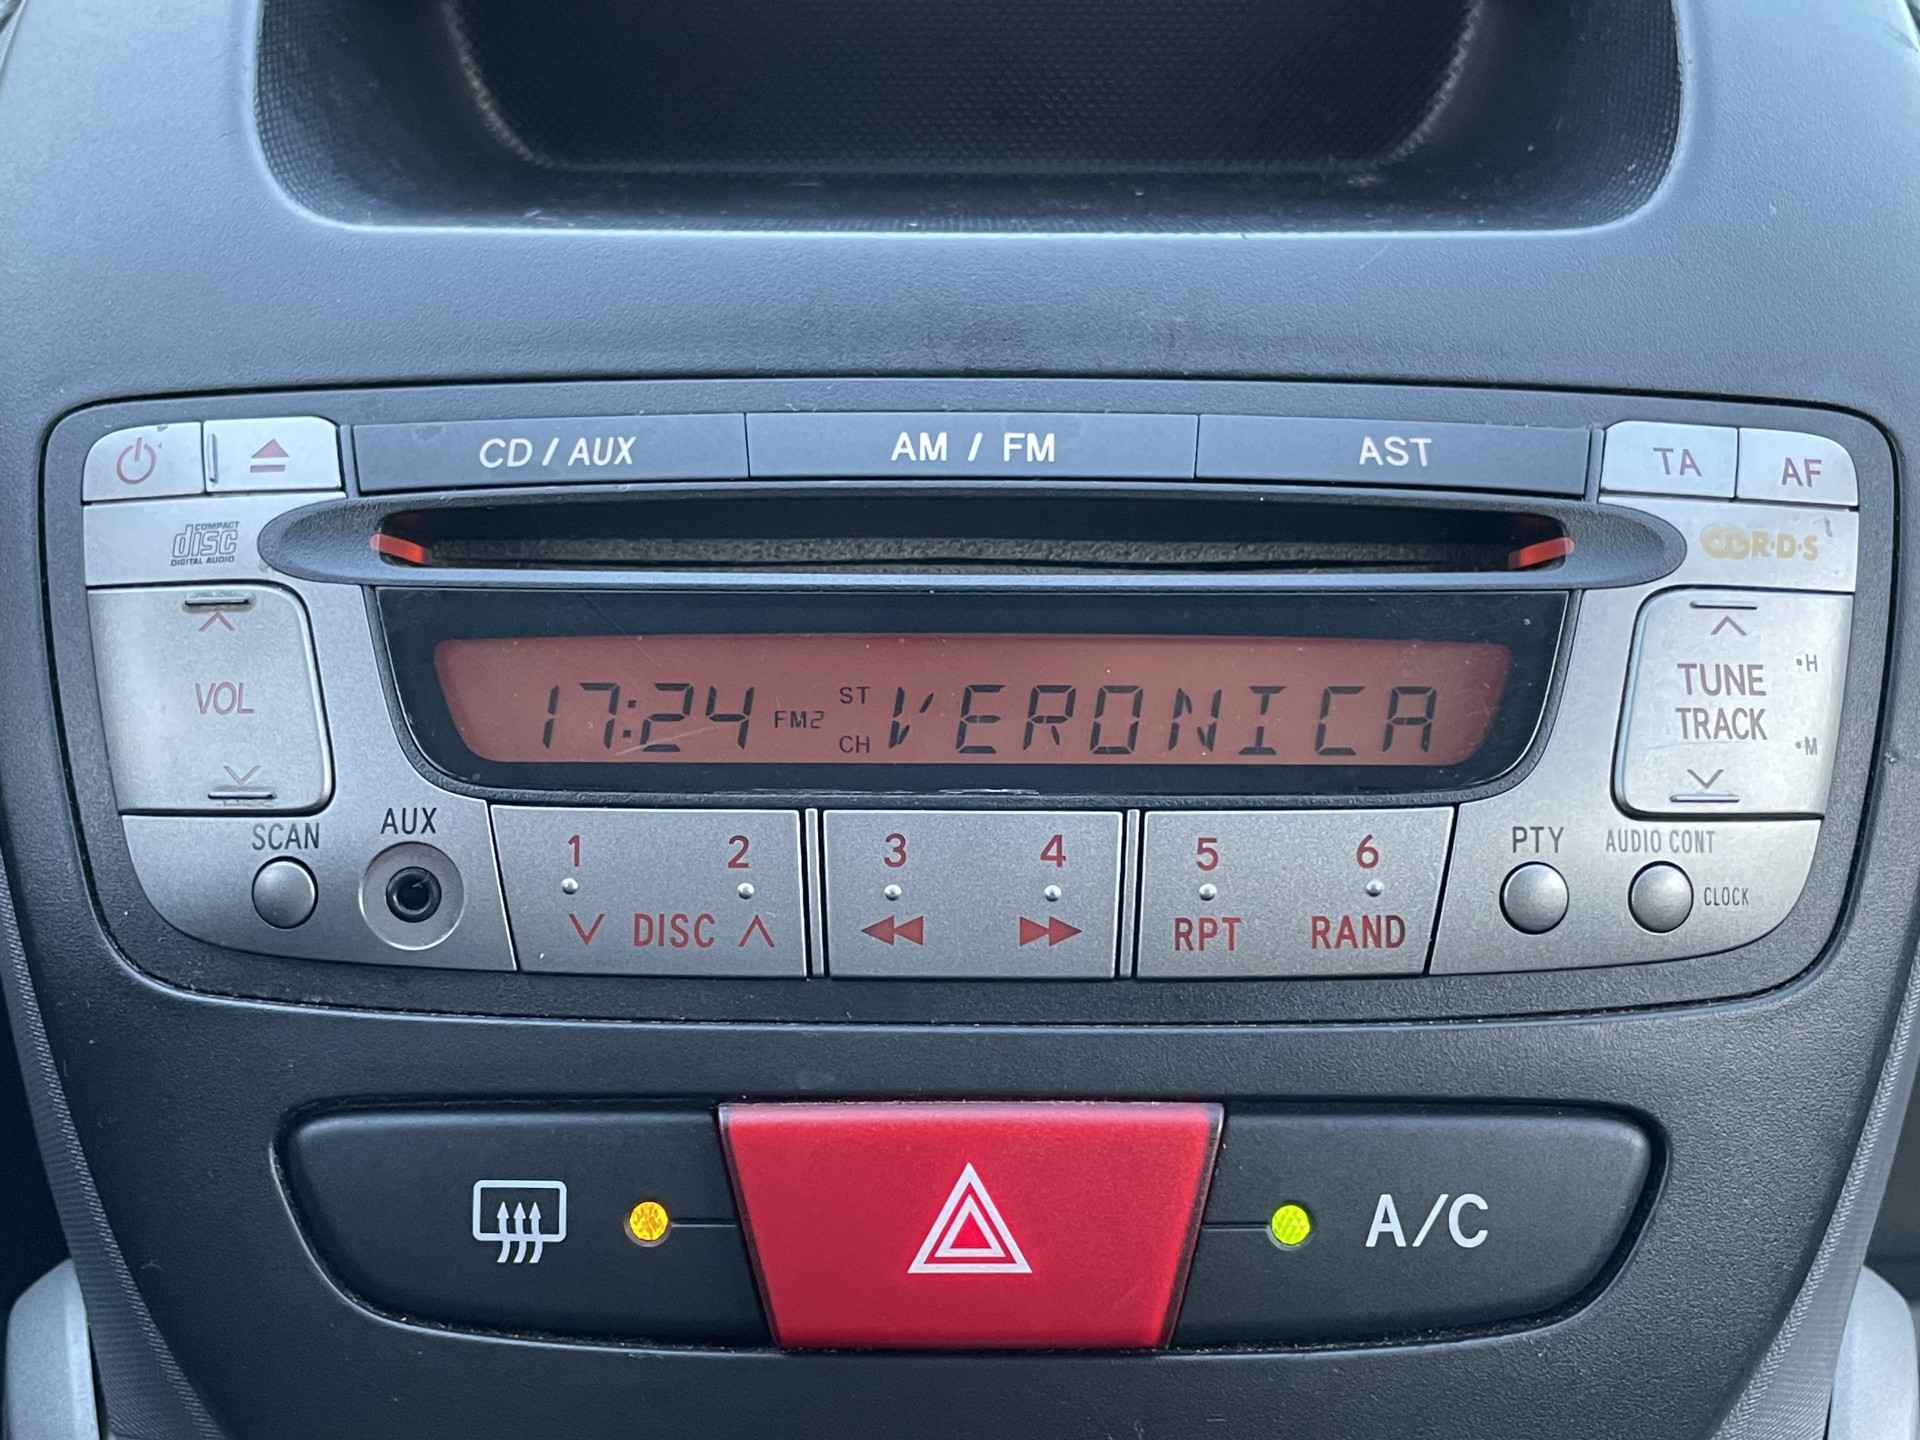 CD / AUX AM / FM AST TA AF
COMPACT
disc
DIGITAL AUDIO
R·D·S
VOL
17:24 FM2 ST CH VERONICA
TUNE
TRACK
•H
•M
SCAN AUX
1 2 3 4 5 6
DISC RPT RAND
PTY AUDIO CONT
CLOCK
A/C